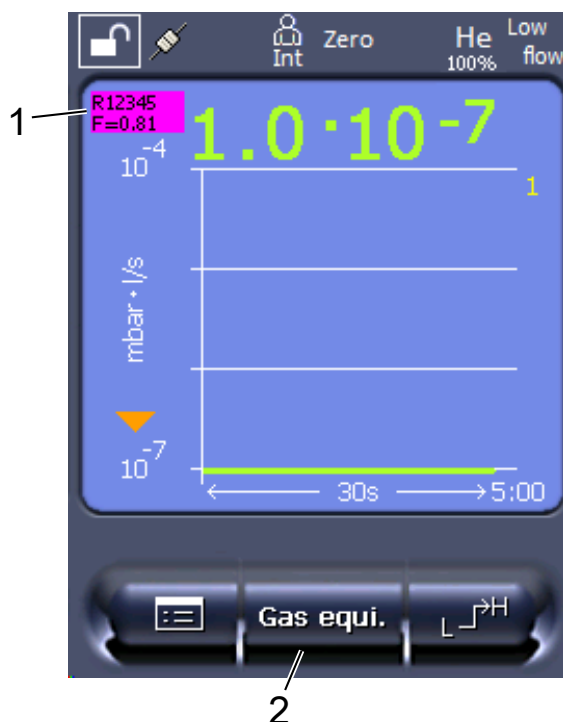 Int Zero He 100% Low flow
1
R12345
F=0.81
1.0·10-7
10-4
1
mbar·l/s
10-7
30s 5:00
Gas equi. L H
2